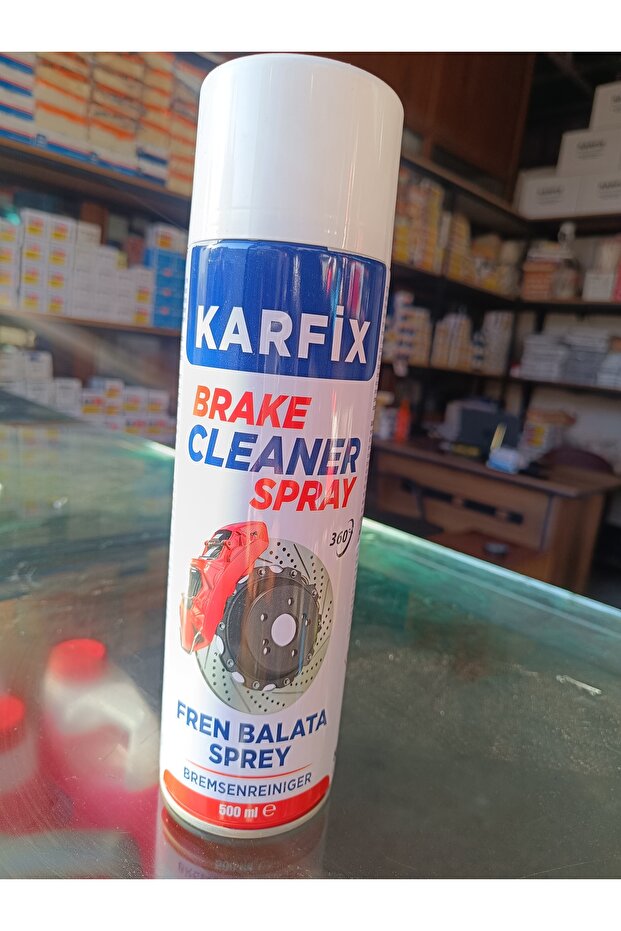 KARFİX
BRAKE
CLEANER
SPRAY
360°
FREN BALATA
SPREY
BREMSENREINIGER
500 ml ℮